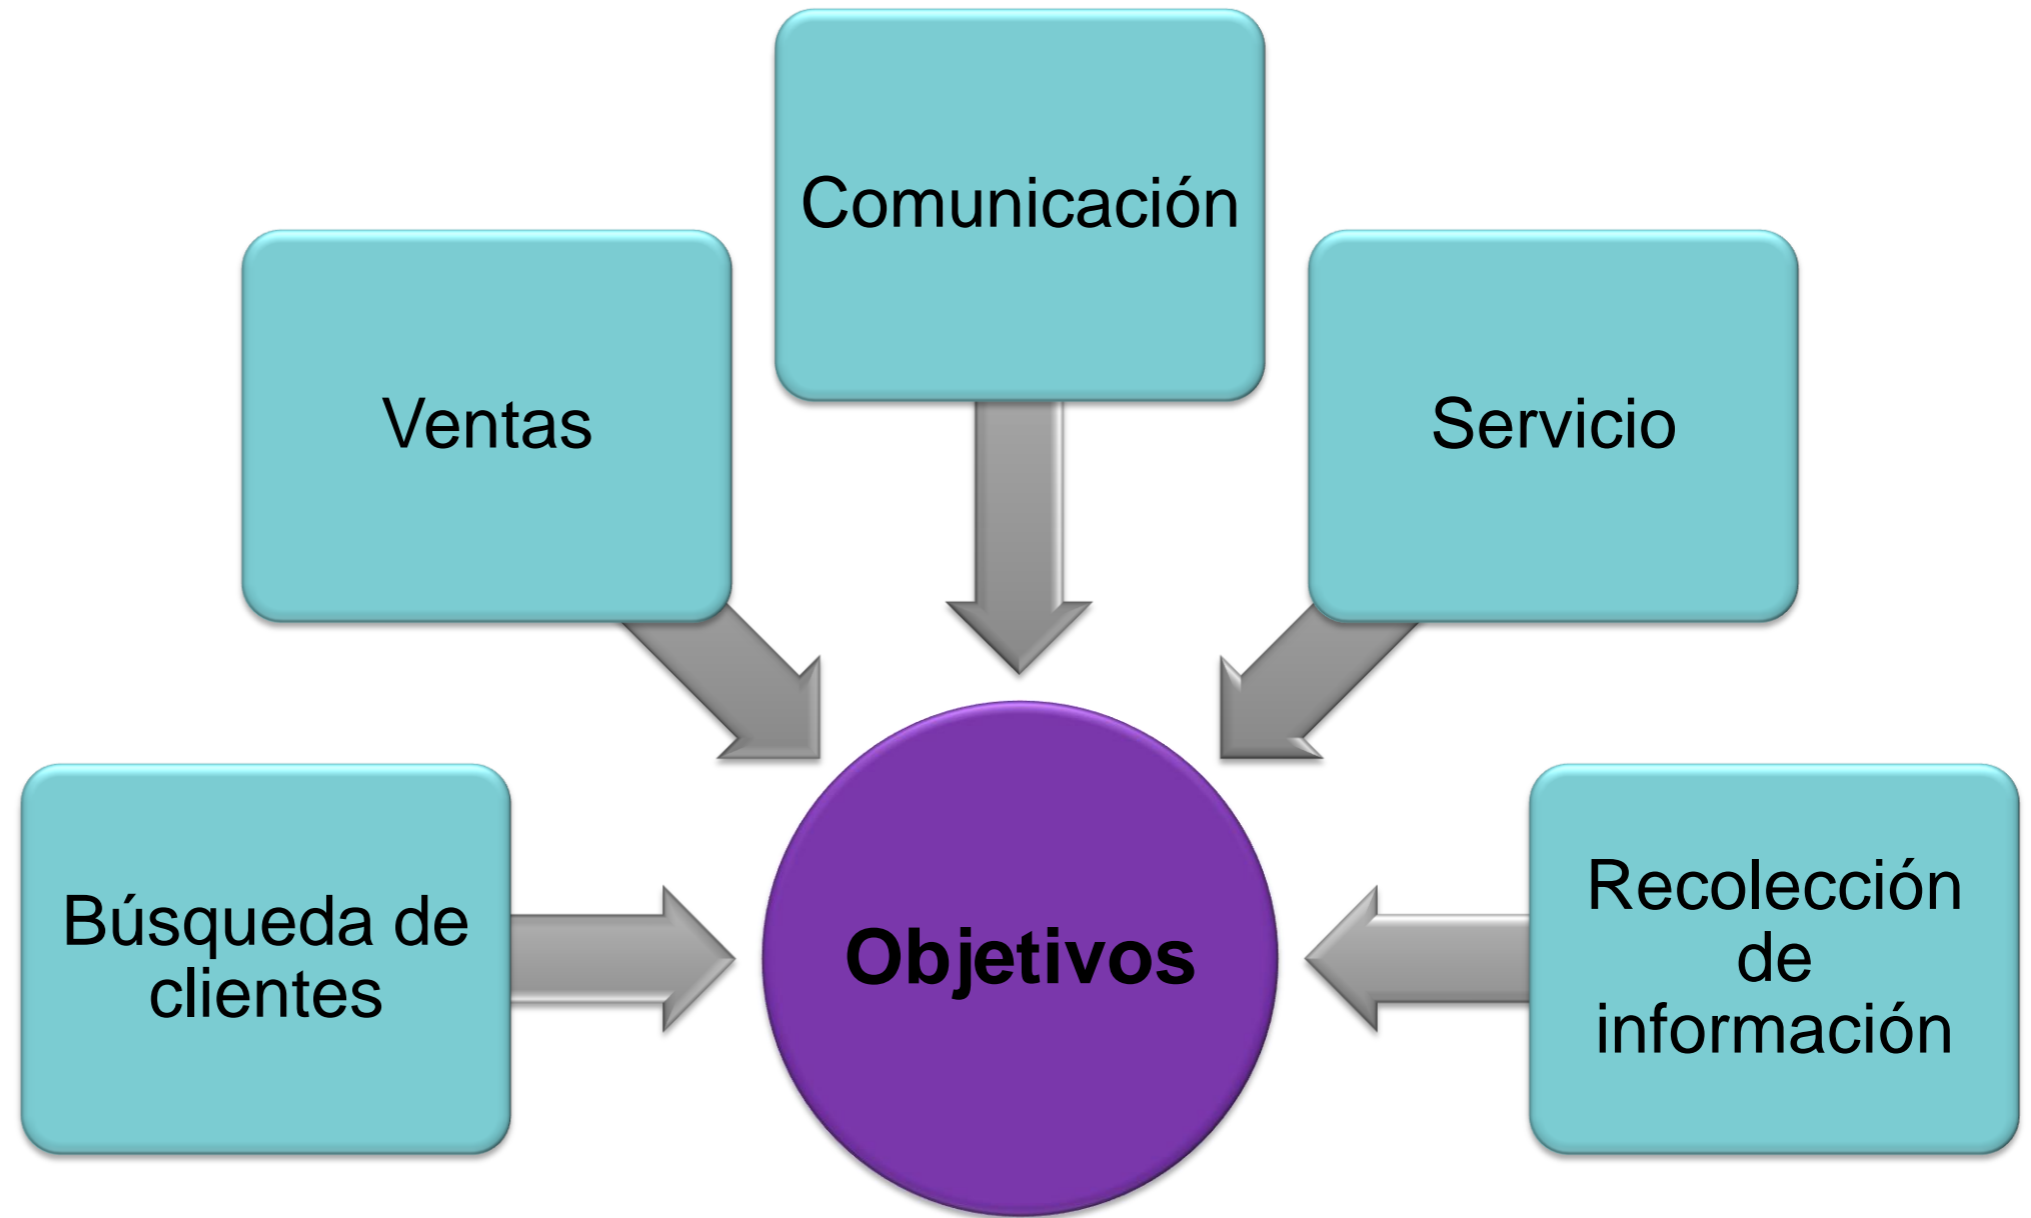 Comunicación
Ventas
Servicio
Búsqueda de
clientes
Objetivos
Recolección
de
información